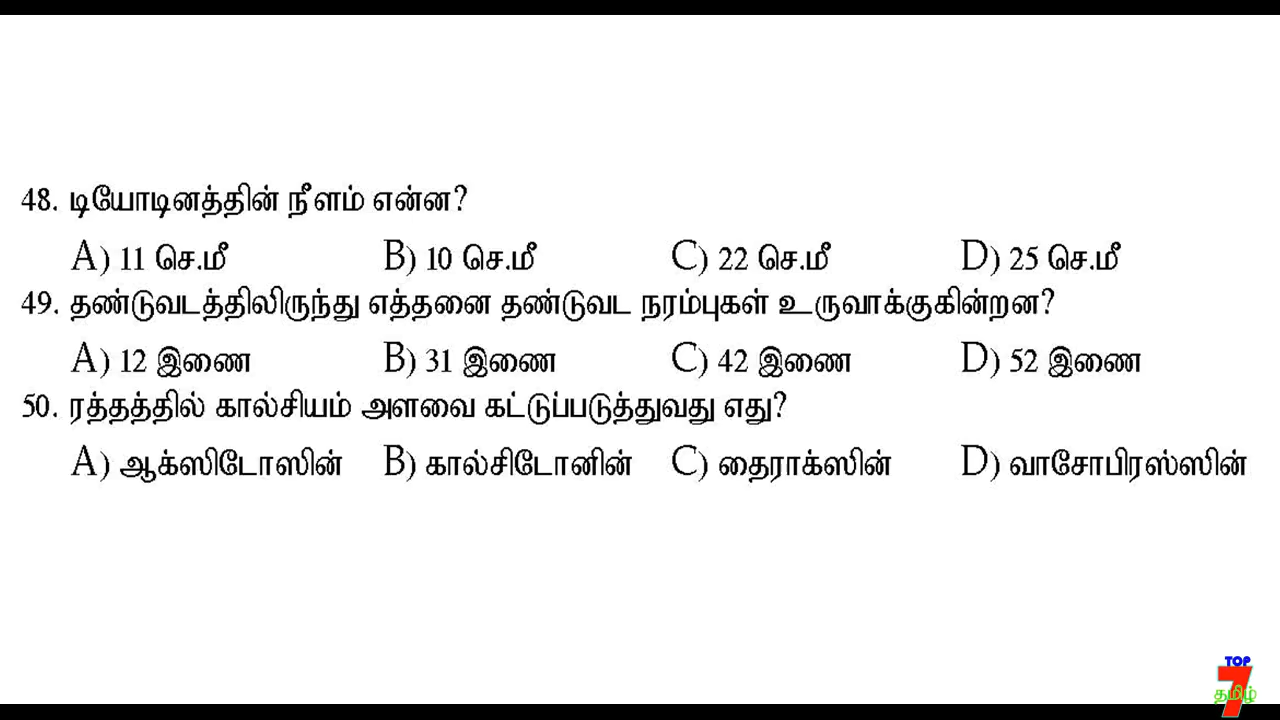 48. டியோடினத்தின் நீளம் என்ன?
A) 11 செ.மீ B) 10 செ.மீ C) 22 செ.மீ D) 25 செ.மீ
49. தண்டுவடத்திலிருந்து எத்தனை தண்டுவட நரம்புகள் உருவாக்குகின்றன?
A) 12 இணை B) 31 இணை C) 42 இணை D) 52 இணை
50. ரத்தத்தில் கால்சியம் அளவை கட்டுப்படுத்துவது எது?
A) ஆக்ஸிடோஸின் B) கால்சிடோனின் C) தைராக்ஸின் D) வாசோபிரஸ்ஸின்
TOP
7
தமிழ்